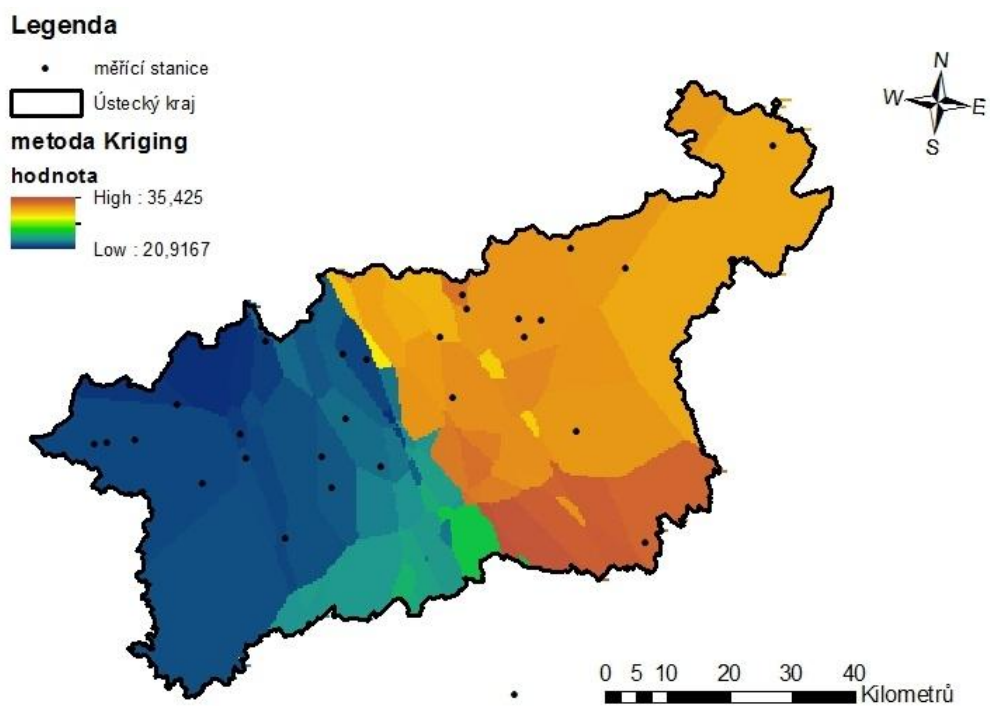 Legenda
měřící stanice
Ústecký kraj
metoda Kriging
hodnota
High : 35,425
Low : 20,9167
N
W E
S
0 5 10 20 30 40
Kilometrů